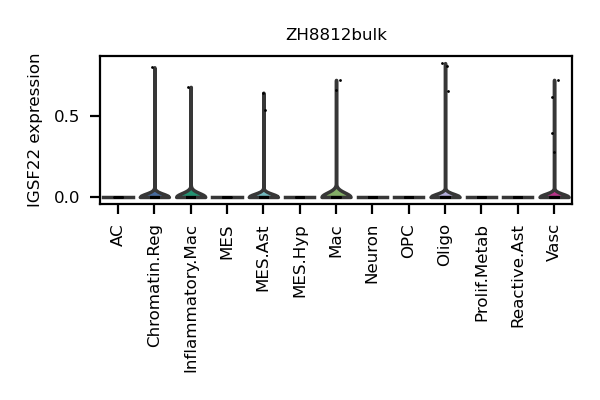 ZH8812bulk
IGSF22 expression
0.5
0.0
AC
Chromatin.Reg
Inflammatory.Mac
MES
MES.Ast
MES.Hyp
Mac
Neuron
OPC
Oligo
Prolif.Metab
Reactive.Ast
Vasc